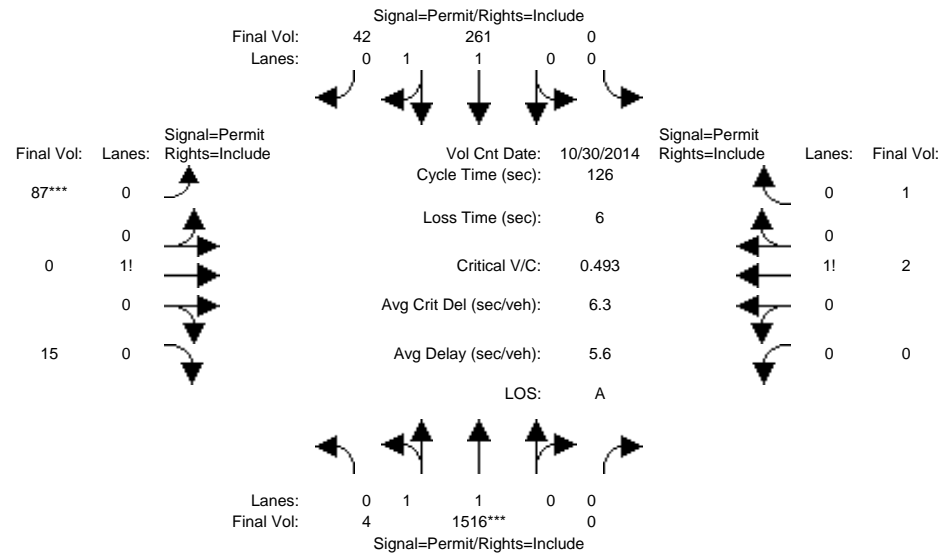 Signal=Permit/Rights=Include
Final Vol: 42 261 0
Lanes: 0 1 1 0 0
Signal=Permit Signal=Permit
Final Vol: Lanes: Rights=Include Vol Cnt Date: 10/30/2014 Rights=Include Lanes: Final Vol:
Cycle Time (sec): 126
87*** 0 0 1
Loss Time (sec): 6
0 0
0 1! Critical V/C: 0.493 1! 2
0 Avg Crit Del (sec/veh): 6.3 0
15 0 Avg Delay (sec/veh): 5.6 0 0
LOS: A
Lanes: 0 1 1 0 0
Final Vol: 4 1516*** 0
Signal=Permit/Rights=Include